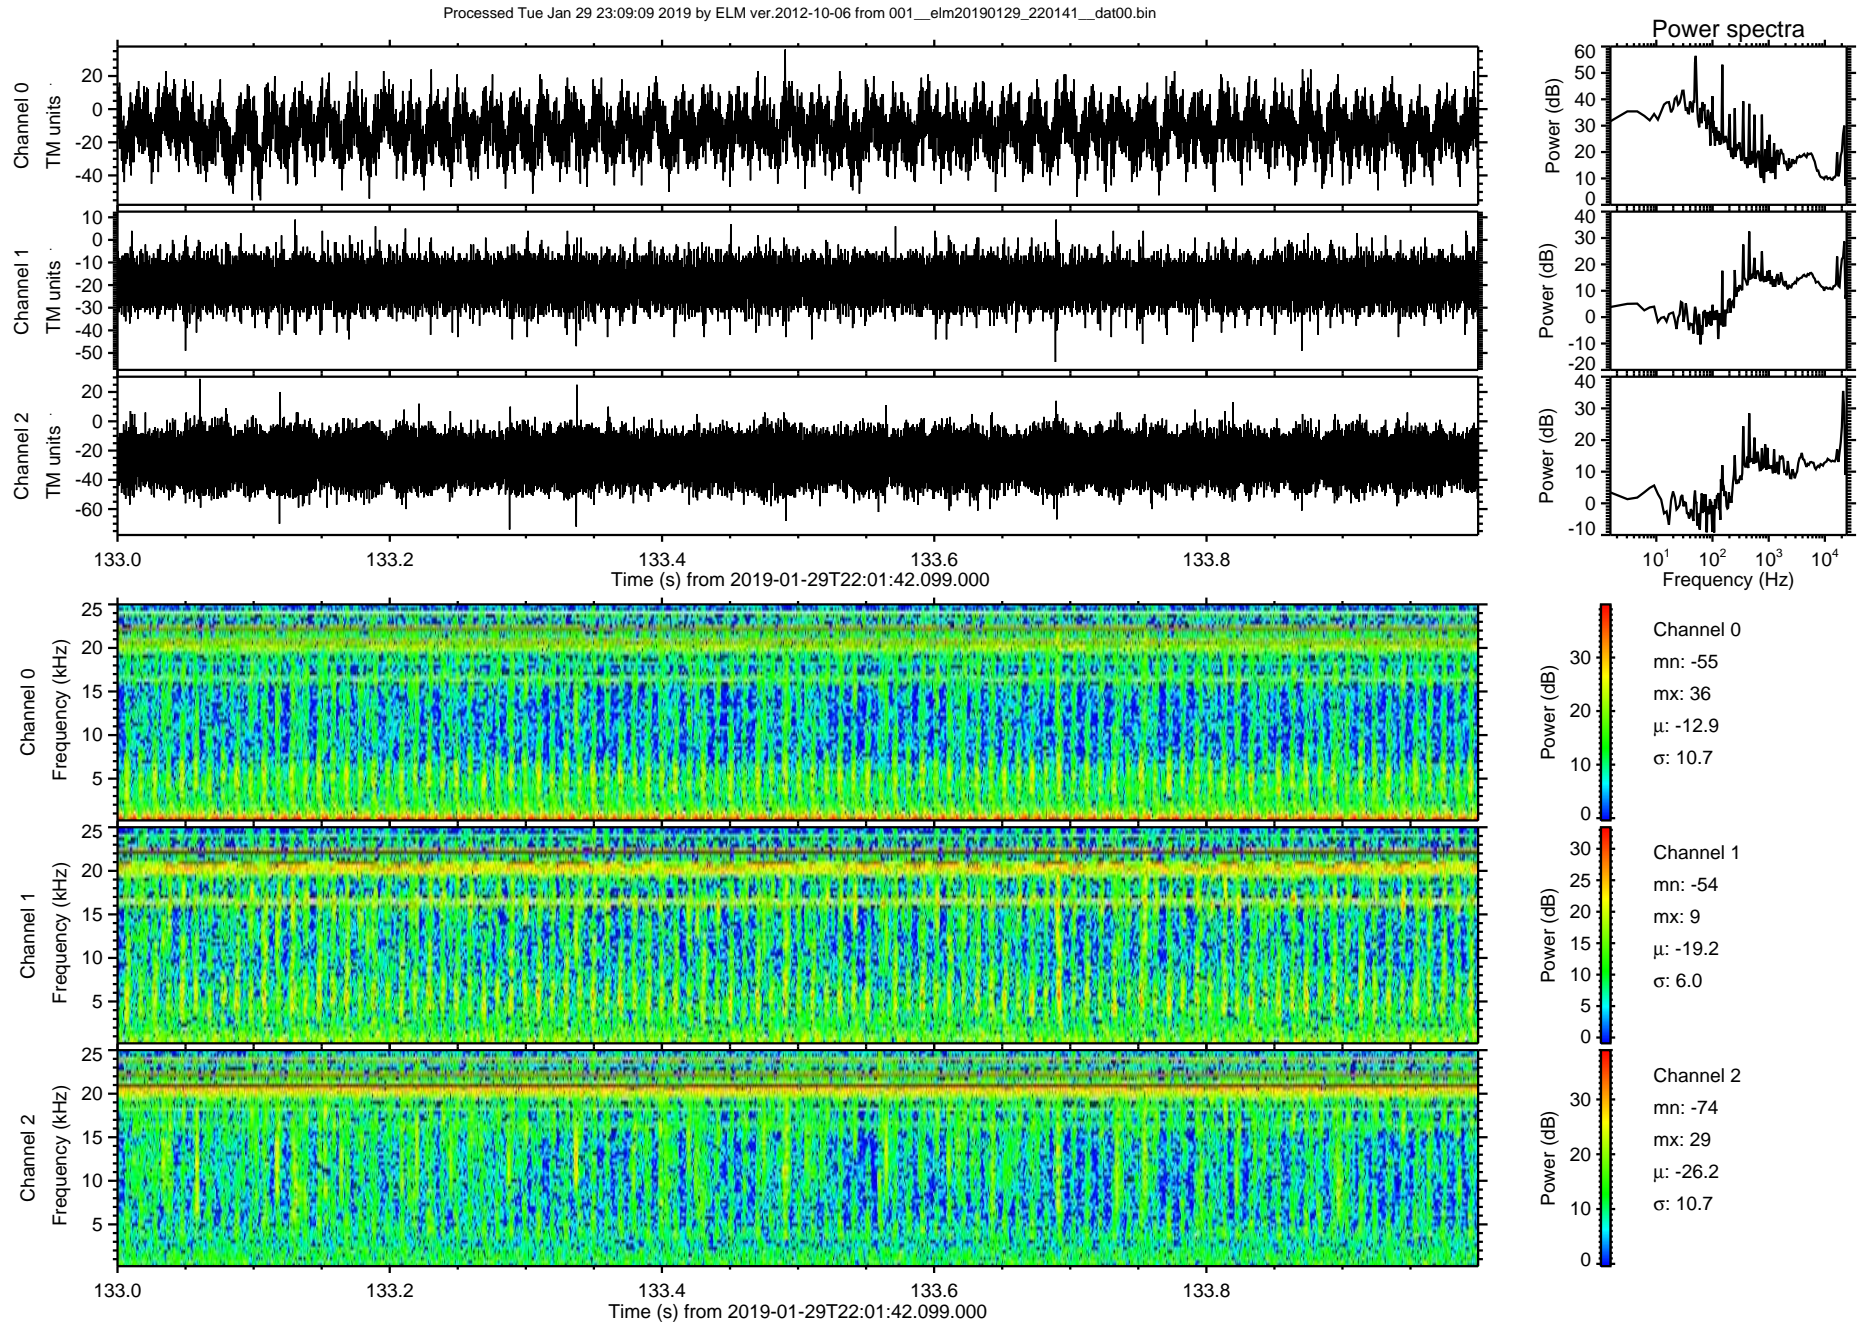 Processed Tue Jan 29 23:09:09 2019 by ELM ver.2012-10-06 from 001__elm20190129_220141__dat00.bin
Power spectra
Channel 0
TM units
20
0
-20
-40
Power (dB)
60
50
40
30
20
10
0
Channel 1
TM units
10
0
-10
-20
-30
-40
-50
Power (dB)
40
30
20
10
0
-10
-20
Channel 2
TM units
20
0
-20
-40
-60
Power (dB)
40
30
20
10
0
-10
133.0 133.2 133.4 133.6 133.8
Time (s) from 2019-01-29T22:01:42.099.000
10^1 10^2 10^3 10^4
Frequency (Hz)
Channel 0
Frequency (kHz)
25
20
15
10
5
Power (dB)
30
20
10
0
Channel 0
mn: -55
mx: 36
μ: -12.9
σ: 10.7
Channel 1
Frequency (kHz)
25
20
15
10
5
Power (dB)
30
25
20
15
10
5
0
Channel 1
mn: -54
mx: 9
μ: -19.2
σ: 6.0
Channel 2
Frequency (kHz)
25
20
15
10
5
Power (dB)
30
20
10
0
Channel 2
mn: -74
mx: 29
μ: -26.2
σ: 10.7
133.0 133.2 133.4 133.6 133.8
Time (s) from 2019-01-29T22:01:42.099.000